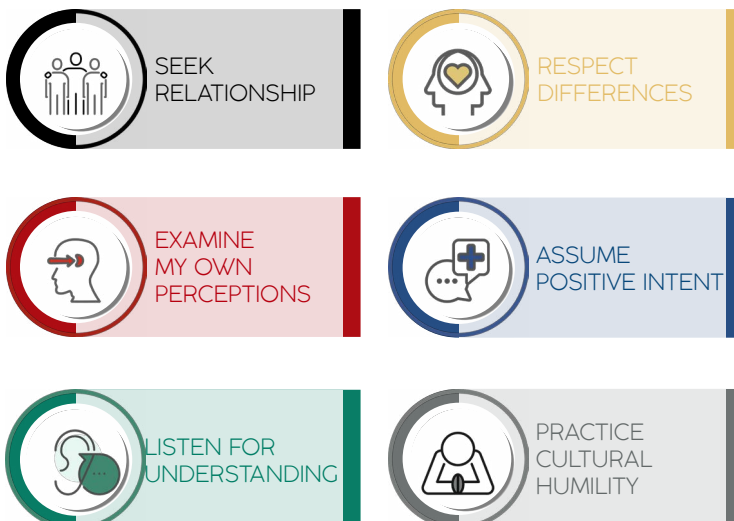 SEEK
RELATIONSHIP
RESPECT
DIFFERENCES
EXAMINE
MY OWN
PERCEPTIONS
ASSUME
POSITIVE INTENT
LISTEN FOR
UNDERSTANDING
PRACTICE
CULTURAL
HUMILITY